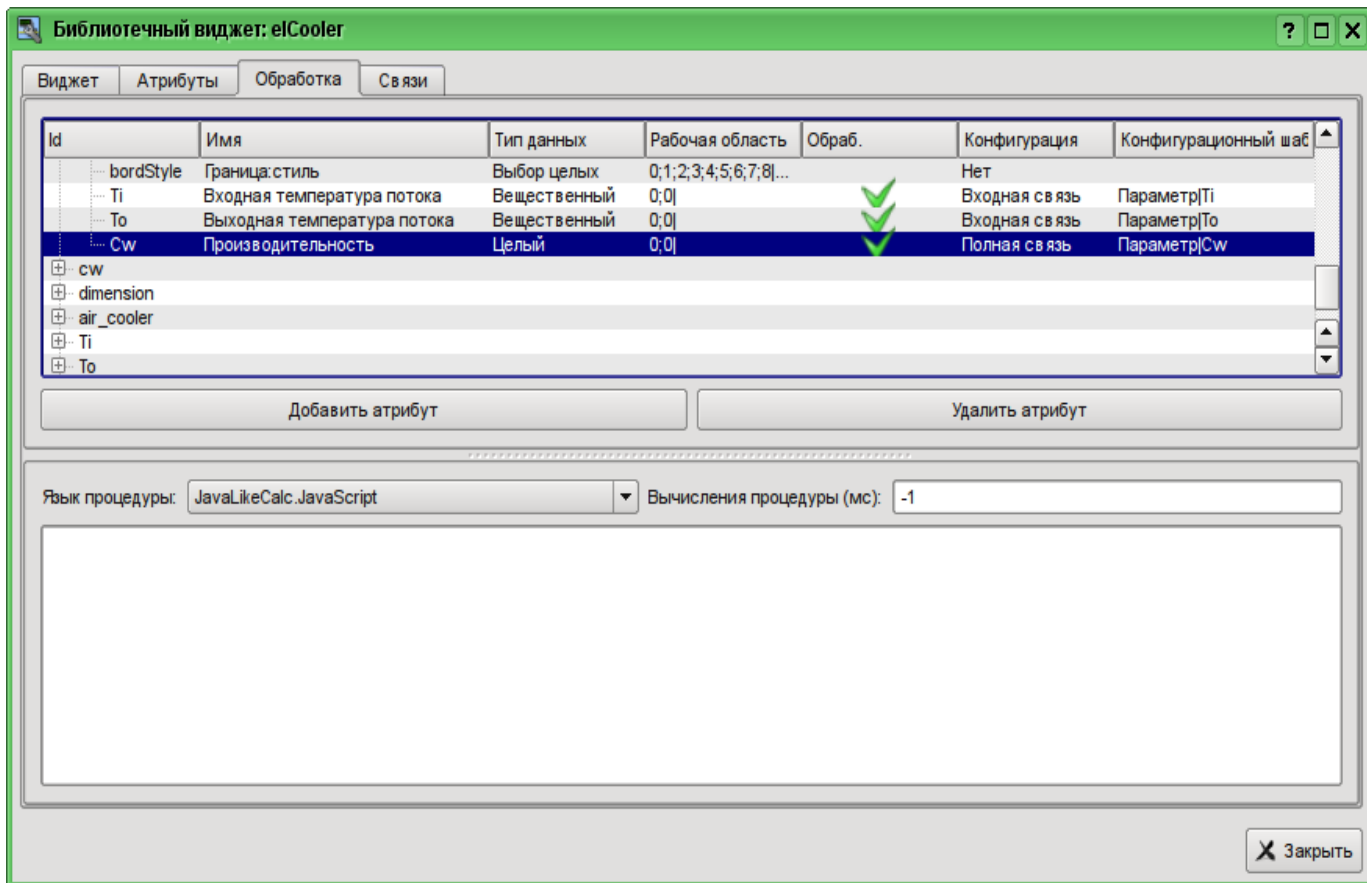 Библиотечный виджет: elCooler
Виджет Атрибуты Обработка Связи
Id Имя Тип данных Рабочая область Обраб. Конфигурация Конфигурационный шаб
bordStyle Граница:стиль Выбор целых 0;1;2;3;4;5;6;7;8|... Нет
Ti Входная температура потока Вещественный 0;0| Входная связь Параметр|Ti
To Выходная температура потока Вещественный 0;0| Входная связь Параметр|To
Cw Производительность Целый 0;0| Полная связь Параметр|Cw
cw
dimension
air_cooler
Ti
To
Добавить атрибут Удалить атрибут
Язык процедуры: JavaLikeCalc.JavaScript Вычисления процедуры (мс): -1
Закрыть